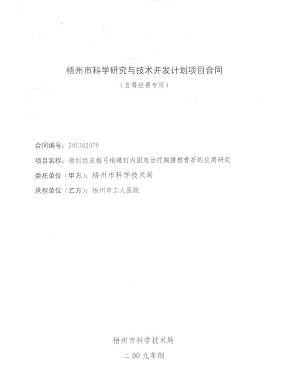 梧州市科学研究与技术开发计划项目合同
（自筹经费专用）
合同编号：201302070
项目名称：微创经皮椎弓根螺钉内固定治疗胸腰椎骨折的应用研究
委托单位（甲方）：梧州市科学技术局
承担单位（乙方）：梧州市工人医院
梧州市科学技术局
二00九年制